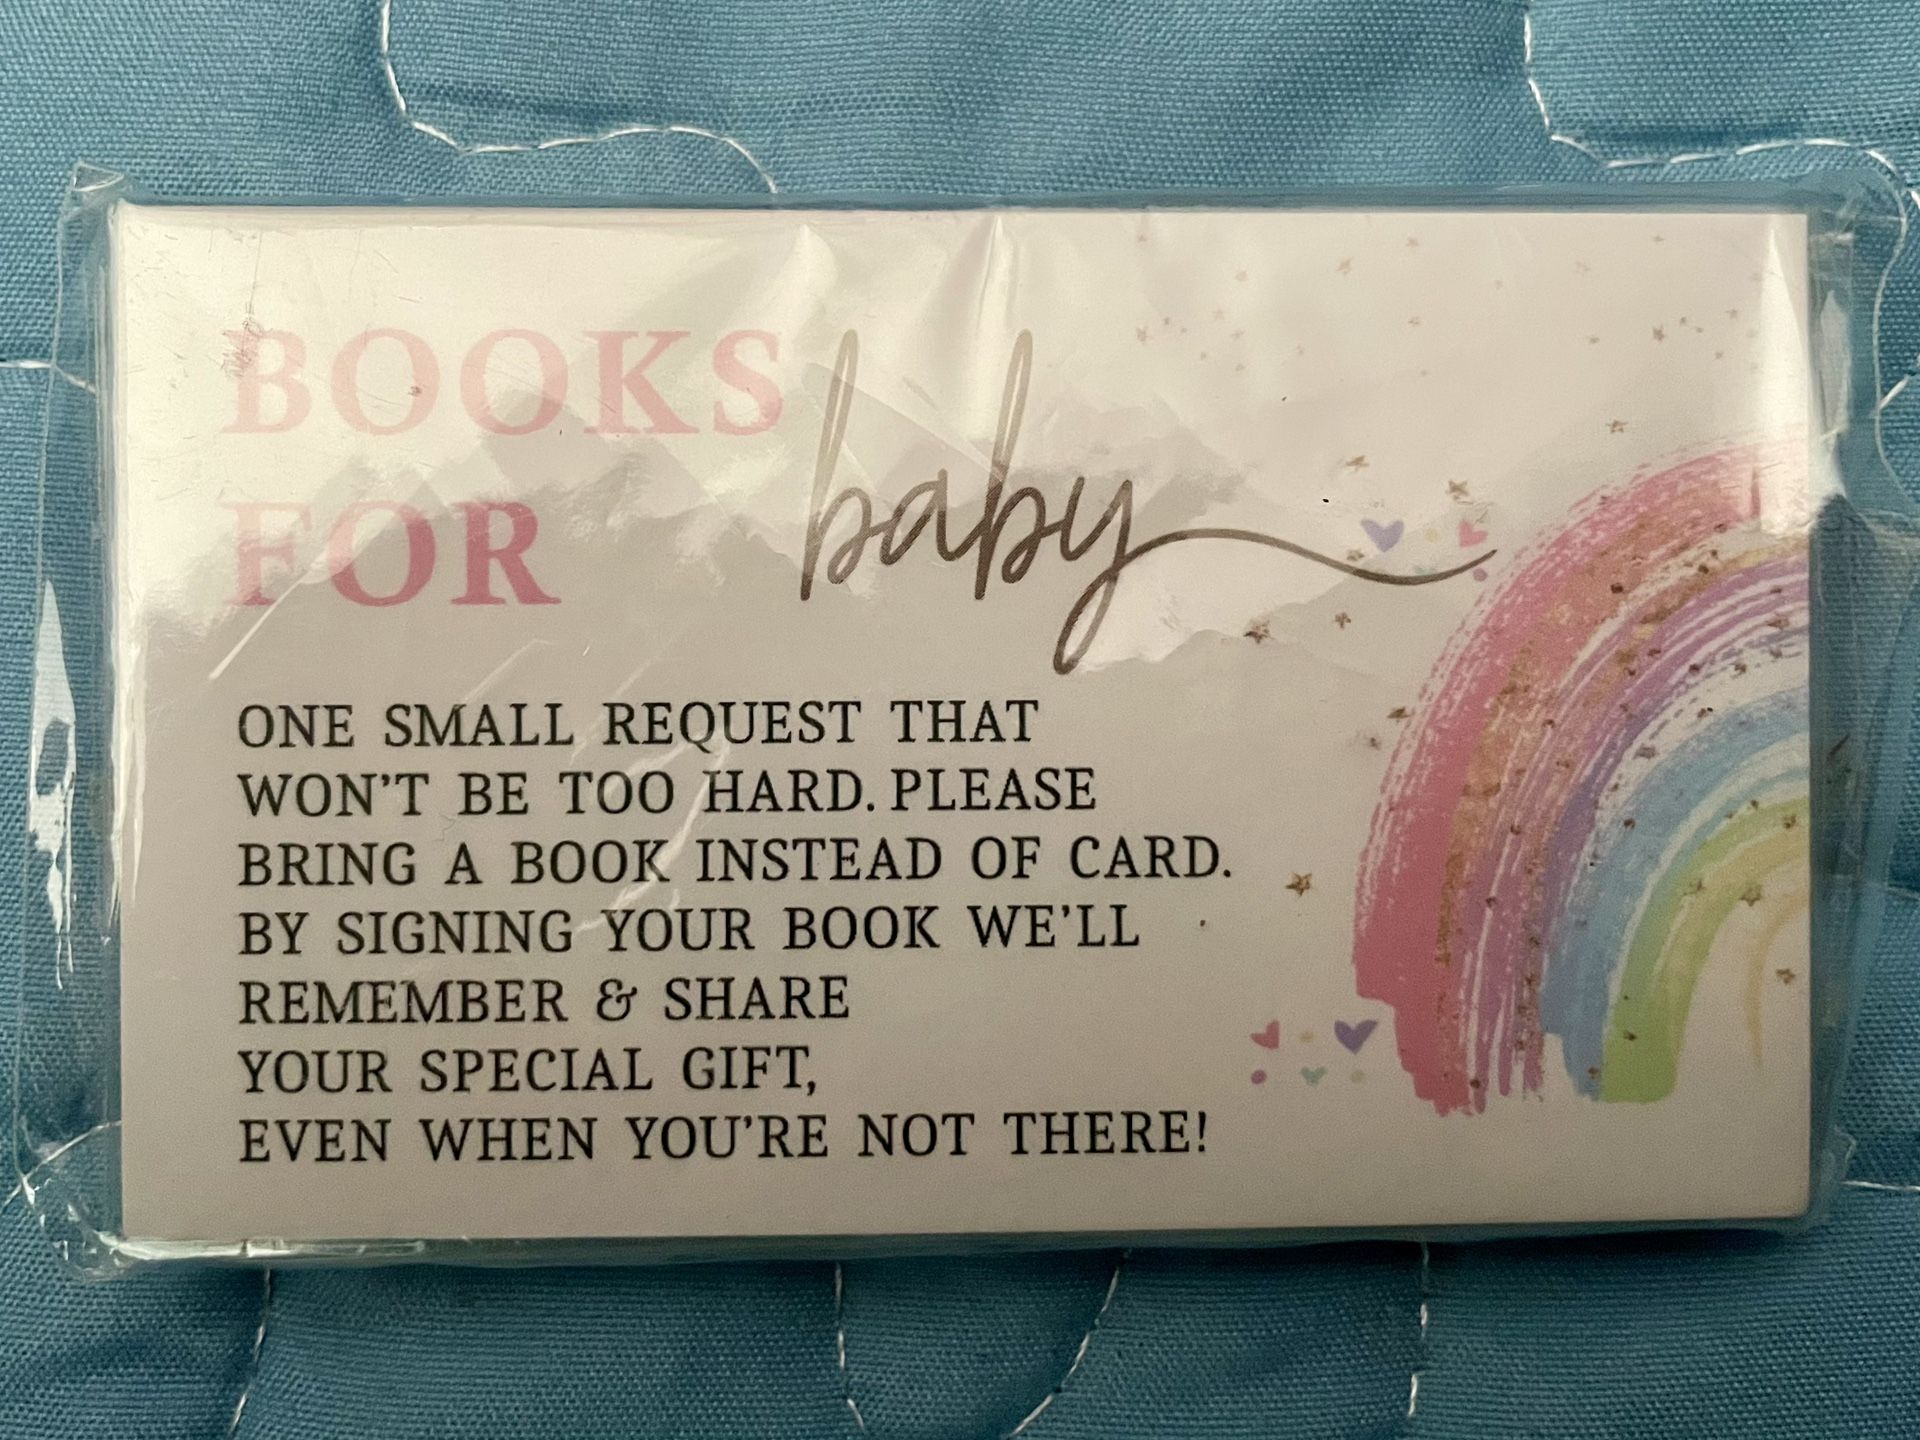 BOOKS
FOR baby
ONE SMALL REQUEST THAT
WON'T BE TOO HARD. PLEASE
BRING A BOOK INSTEAD OF CARD.
BY SIGNING YOUR BOOK WE'LL
REMEMBER & SHARE
YOUR SPECIAL GIFT,
EVEN WHEN YOU'RE NOT THERE!